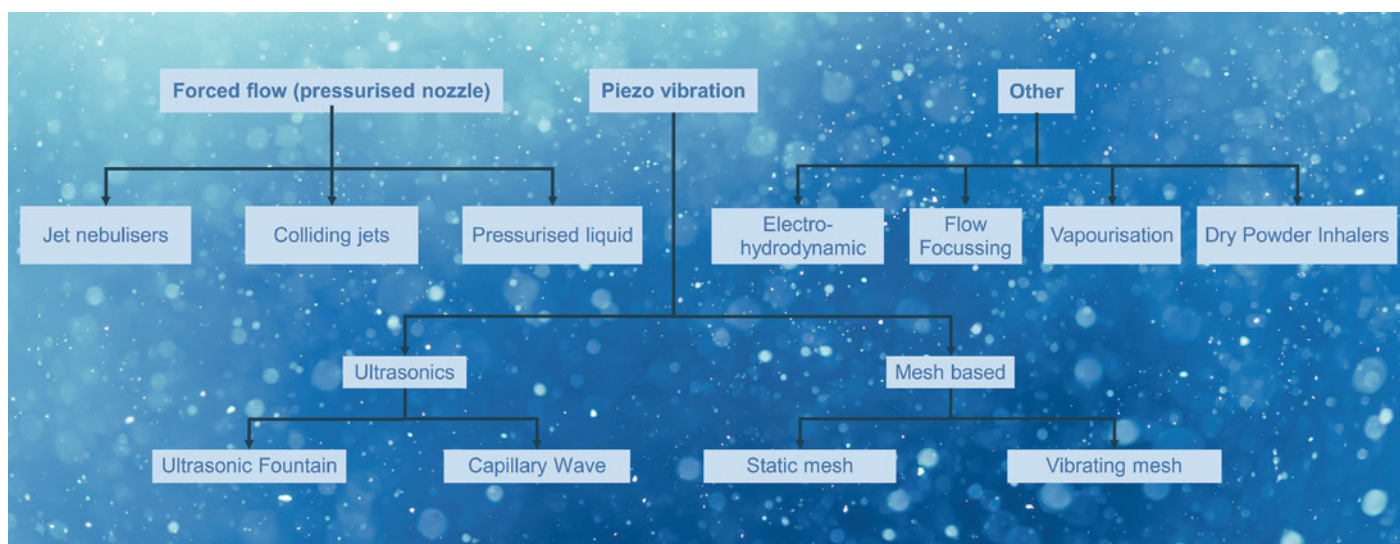 Forced flow (pressurised nozzle)
Piezo vibration
Other
Jet nebulisers
Colliding jets
Pressurised liquid
Electro-
hydrodynamic
Flow
Focussing
Vapourisation
Dry Powder Inhalers
Ultrasonics
Mesh based
Ultrasonic Fountain
Capillary Wave
Static mesh
Vibrating mesh